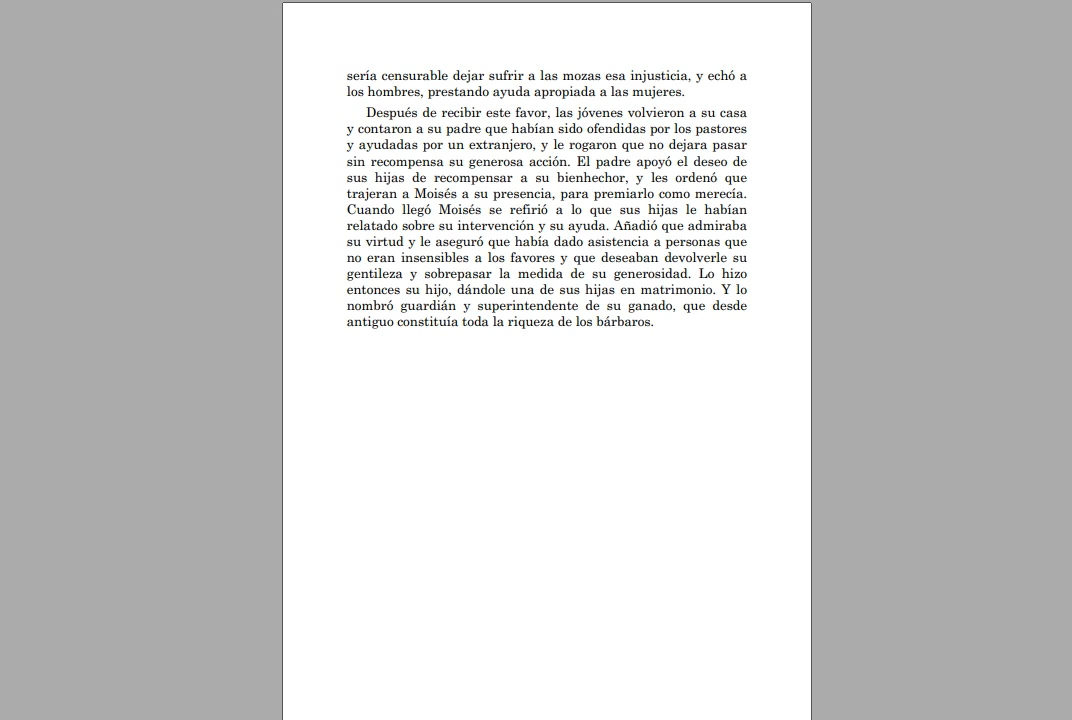 sería censurable dejar sufrir a las mozas esa injusticia, y echó a
los hombres, prestando ayuda apropiada a las mujeres.
Después de recibir este favor, las jóvenes volvieron a su casa
y contaron a su padre que habían sido ofendidas por los pastores
y ayudadas por un extranjero, y le rogaron que no dejara pasar
sin recompensa su generosa acción. El padre apoyó el deseo de
sus hijas de recompensar a su bienhechor, y les ordenó que
trajeran a Moisés a su presencia, para premiarlo como merecía.
Cuando llegó Moisés se refirió a lo que sus hijas le habían
relatado sobre su intervención y su ayuda. Añadió que admiraba
su virtud y le aseguró que había dado asistencia a personas que
no eran insensibles a los favores y que deseaban devolverle su
gentileza y sobrepasar la medida de su generosidad. Lo hizo
entonces su hijo, dándole una de sus hijas en matrimonio. Y lo
nombró guardián y superintendente de su ganado, que desde
antiguo constituía toda la riqueza de los bárbaros.